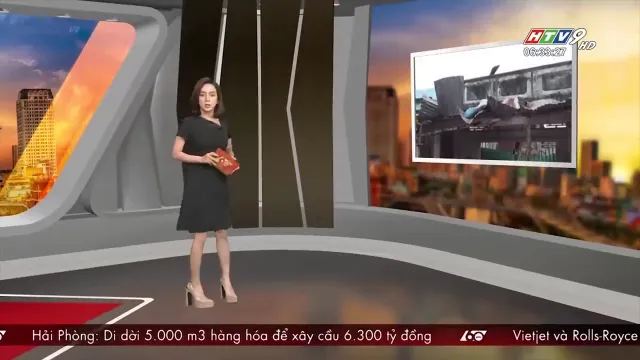 HTV9 HD
06:33:27
Hải Phòng: Di dời 5.000 m3 hàng hóa để xây cầu 6.300 tỷ đồng
Vietjet và Rolls-Royce